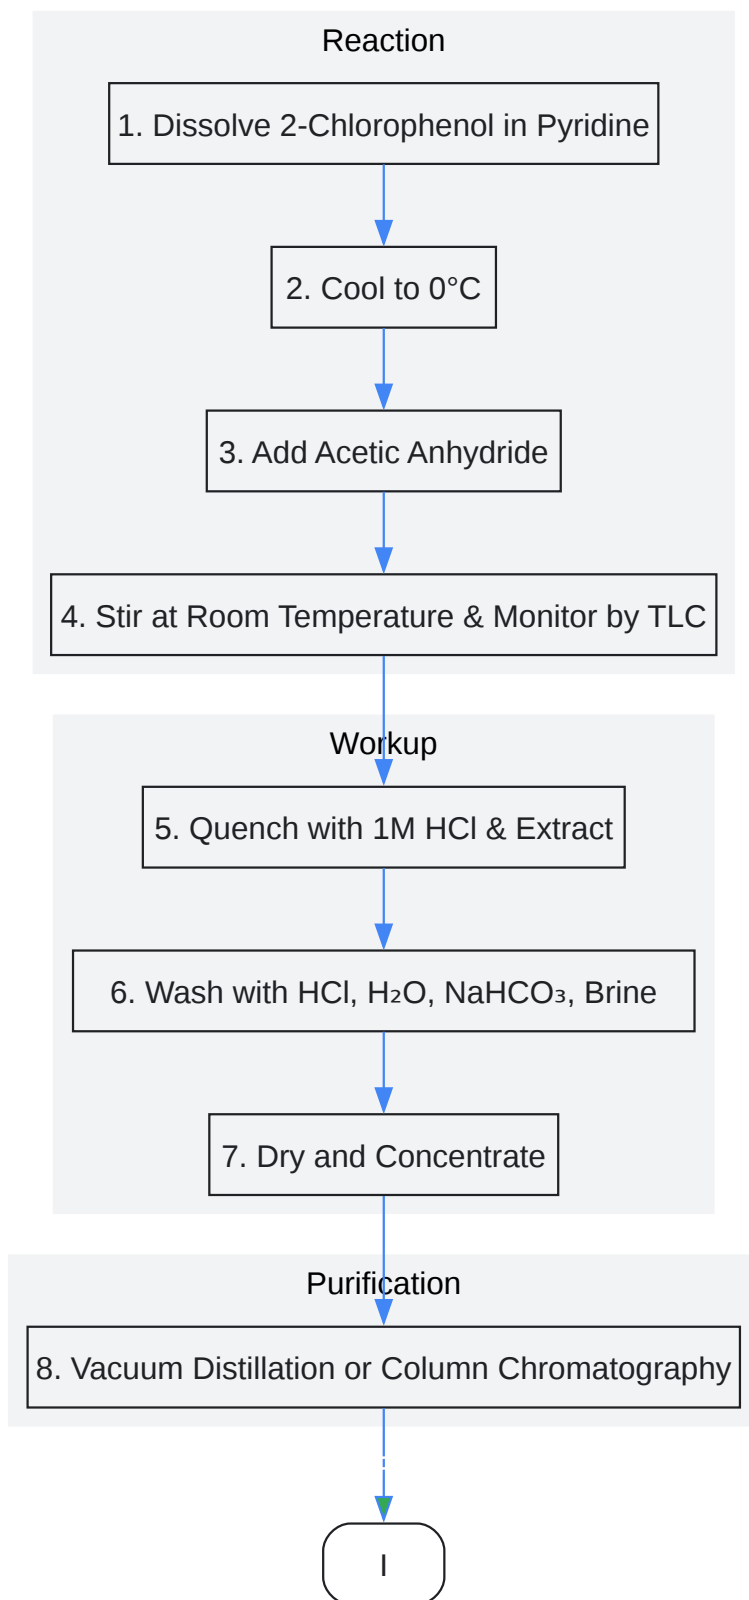 Reaction
1. Dissolve 2-Chlorophenol in Pyridine
2. Cool to 0°C
3. Add Acetic Anhydride
4. Stir at Room Temperature & Monitor by TLC
Workup
5. Quench with 1M HCl & Extract
6. Wash with HCl, H₂O, NaHCO₃, Brine
7. Dry and Concentrate
Purification
8. Vacuum Distillation or Column Chromatography
I